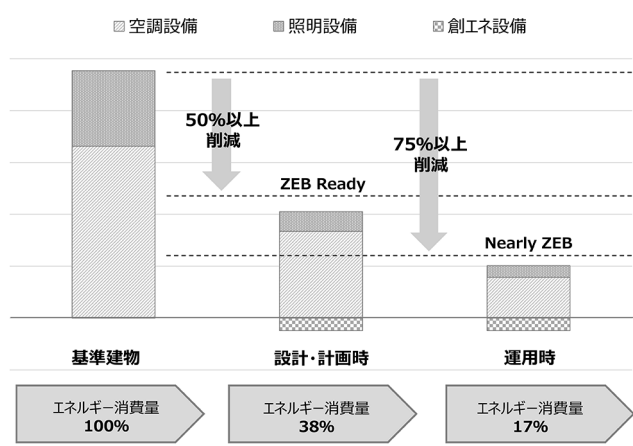 空調設備 照明設備 創エネ設備
50%以上
削減
75%以上
削減
ZEB Ready
Nearly ZEB
基準建物 設計・計画時 運用時
エネルギー消費量
100%
エネルギー消費量
38%
エネルギー消費量
17%